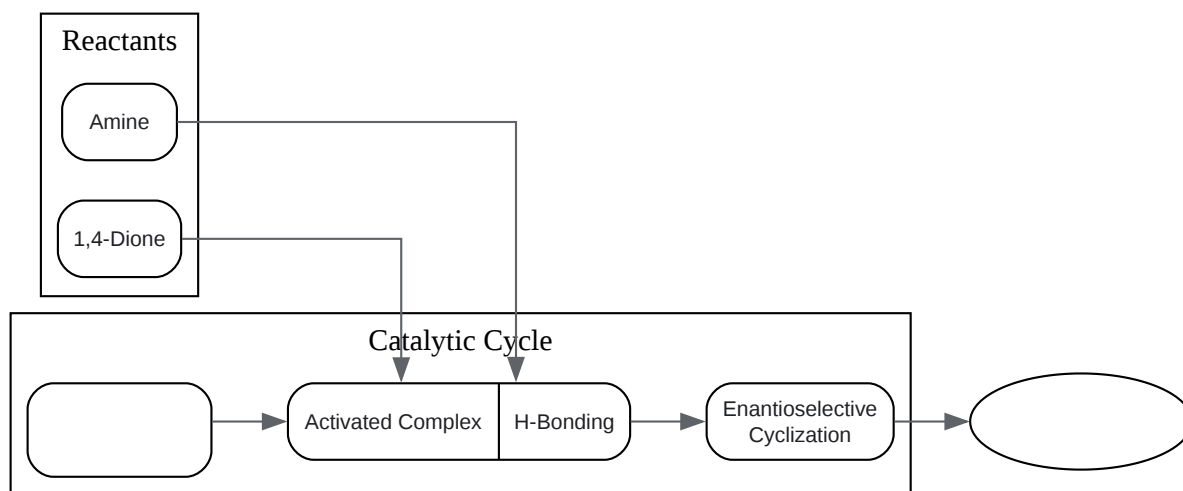 Reactants
Amine
1,4-Dione
Catalytic Cycle
Activated Complex
H-Bonding
Enantioselective
Cyclization